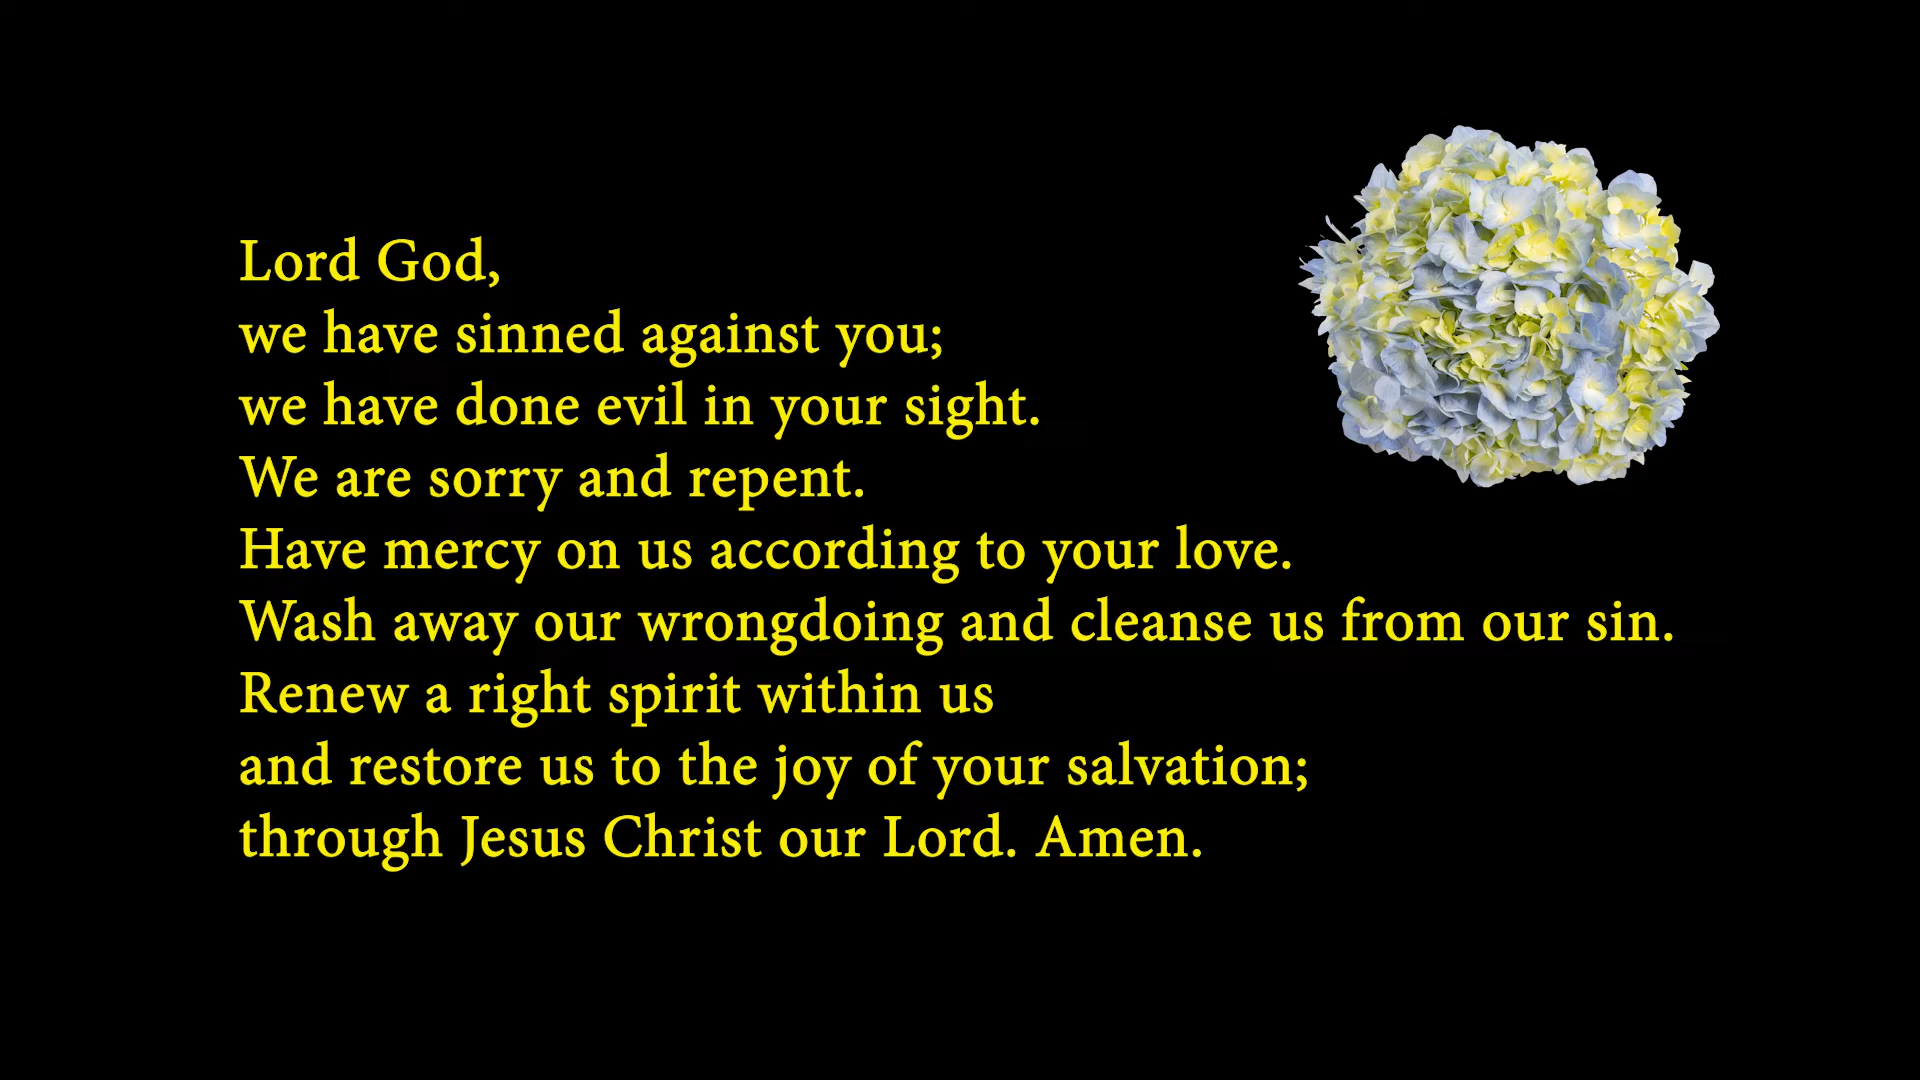 Lord God,
we have sinned against you;
we have done evil in your sight.
We are sorry and repent.
Have mercy on us according to your love.
Wash away our wrongdoing and cleanse us from our sin.
Renew a right spirit within us
and restore us to the joy of your salvation;
through Jesus Christ our Lord. Amen.